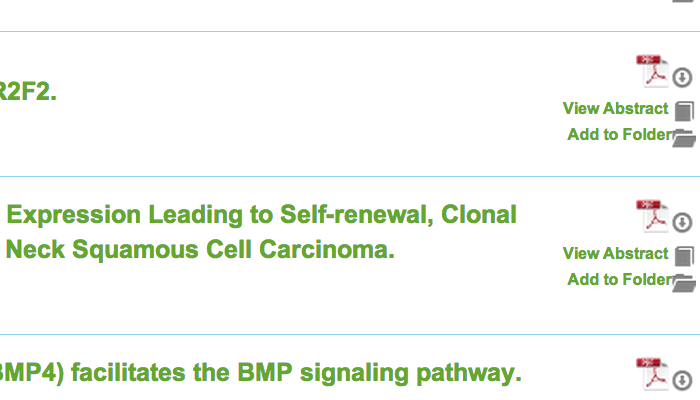 R2F2.
View Abstract
Add to Folder
Expression Leading to Self-renewal, Clonal
Neck Squamous Cell Carcinoma.
View Abstract
Add to Folder
BMP4) facilitates the BMP signaling pathway.